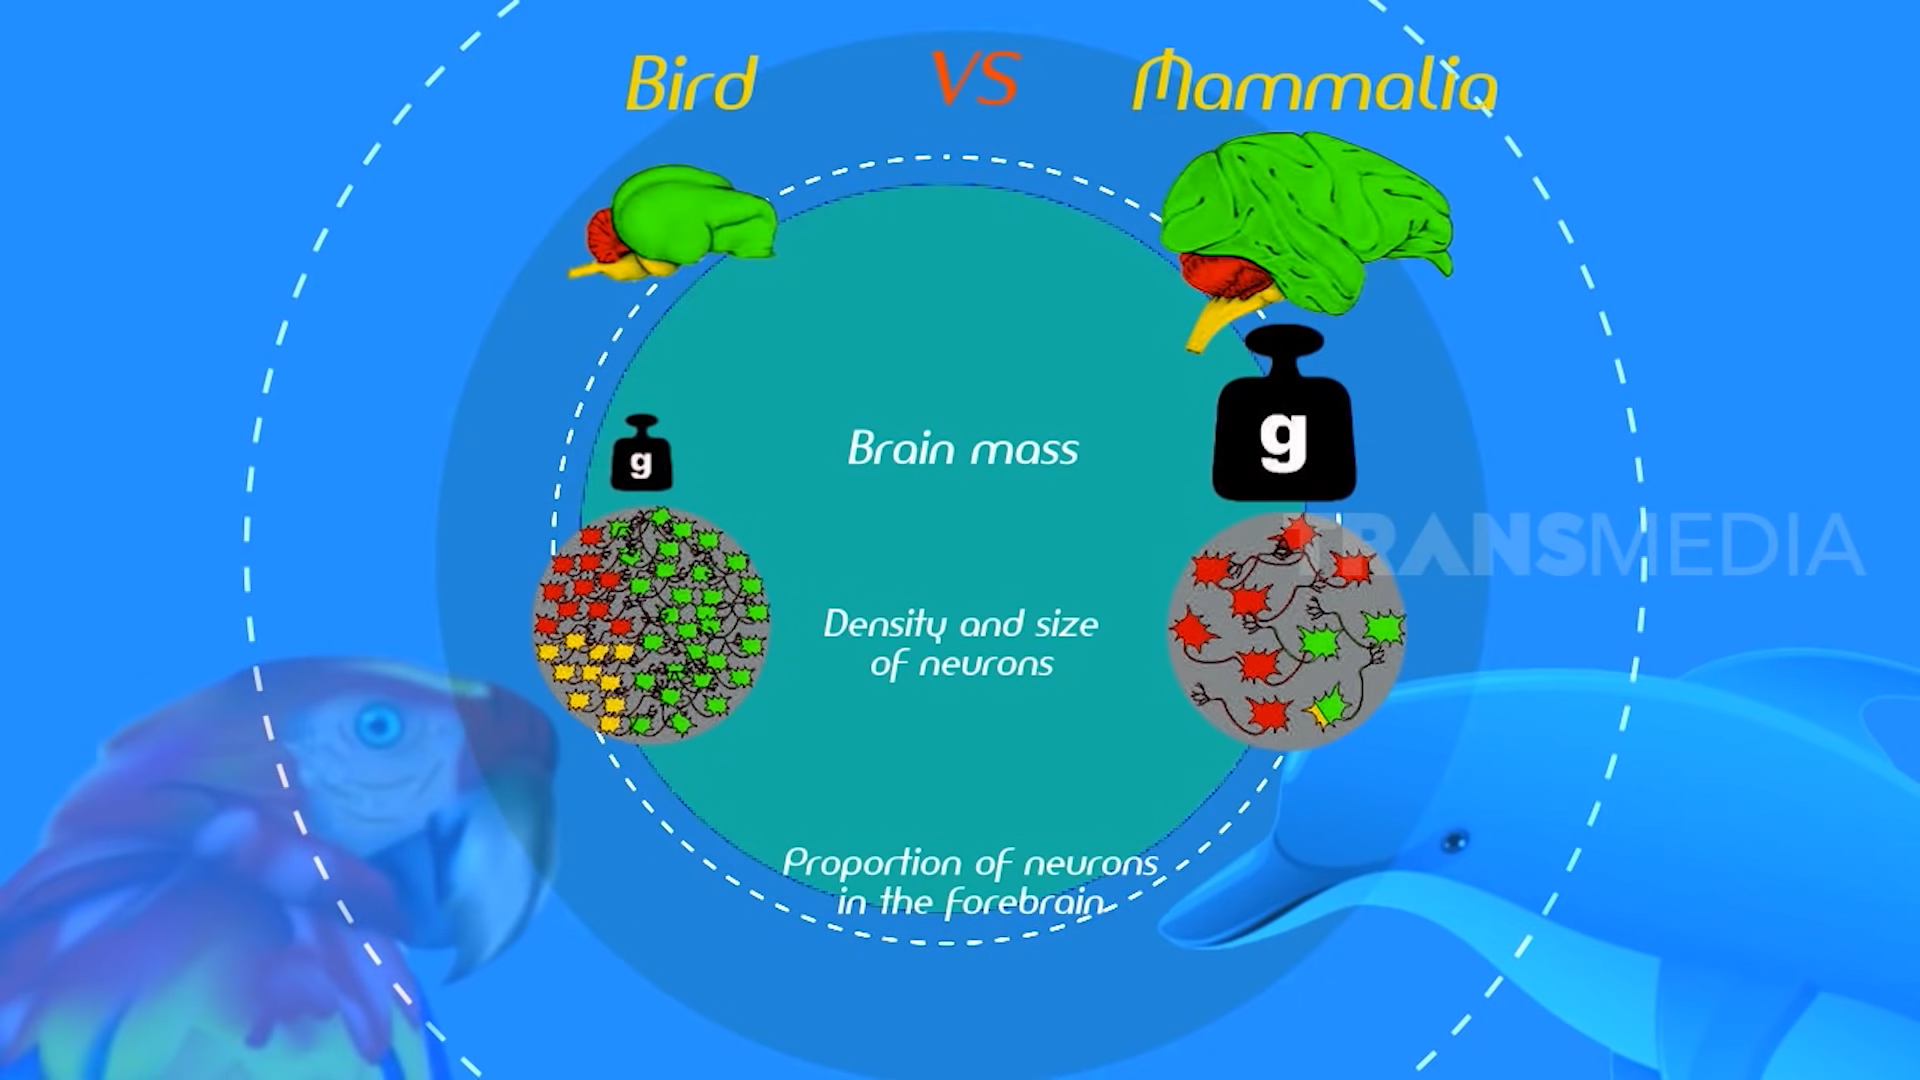 Bird VS Mammalia
g
g
Brain mass
TRANSMEDIA
Density and size
of neurons
Proportion of neurons
in the forebrain